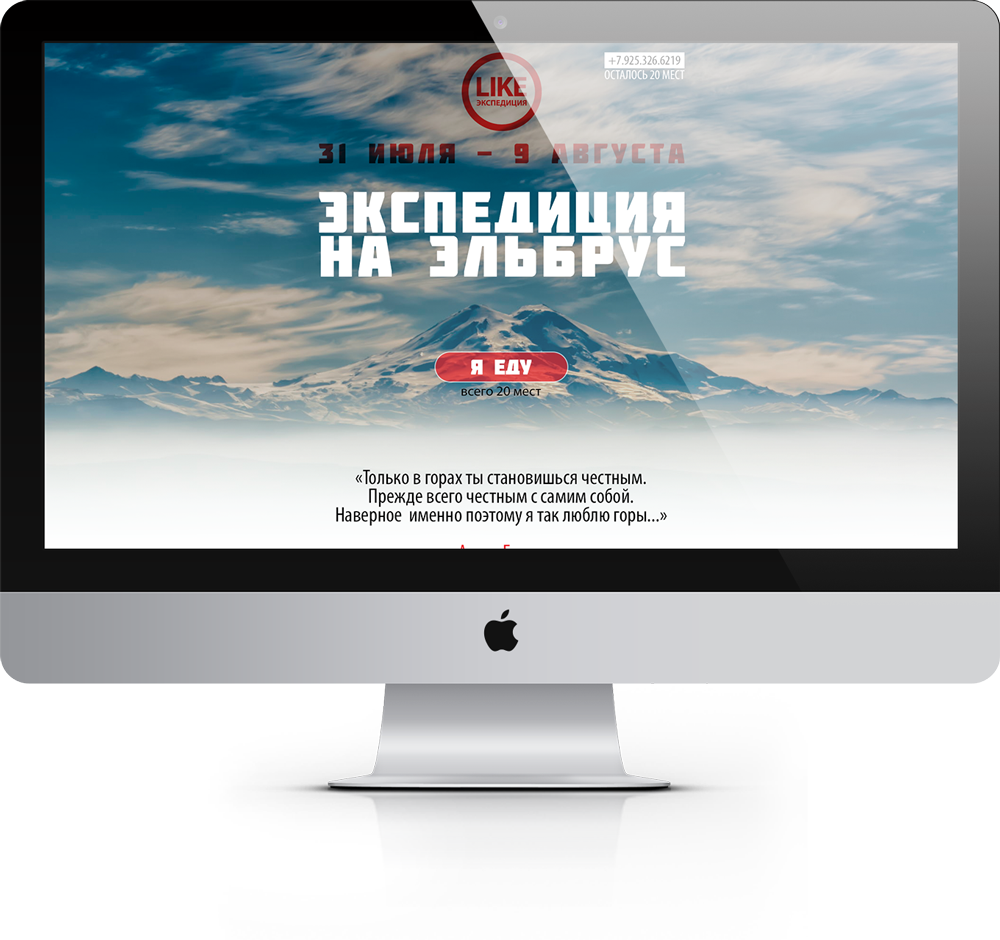 LIKE
ЭКСПЕДИЦИЯ
+7.925.326.6219
ОСТАЛОСЬ 20 МЕСТ
31 ИЮЛЯ – 9 АВГУСТА
ЭКСПЕДИЦИЯ
НА ЭЛЬБРУС
Я ЕДУ
всего 20 мест
«Только в горах ты становишься честным.
Прежде всего честным с самим собой.
Наверное именно поэтому я так люблю горы...»